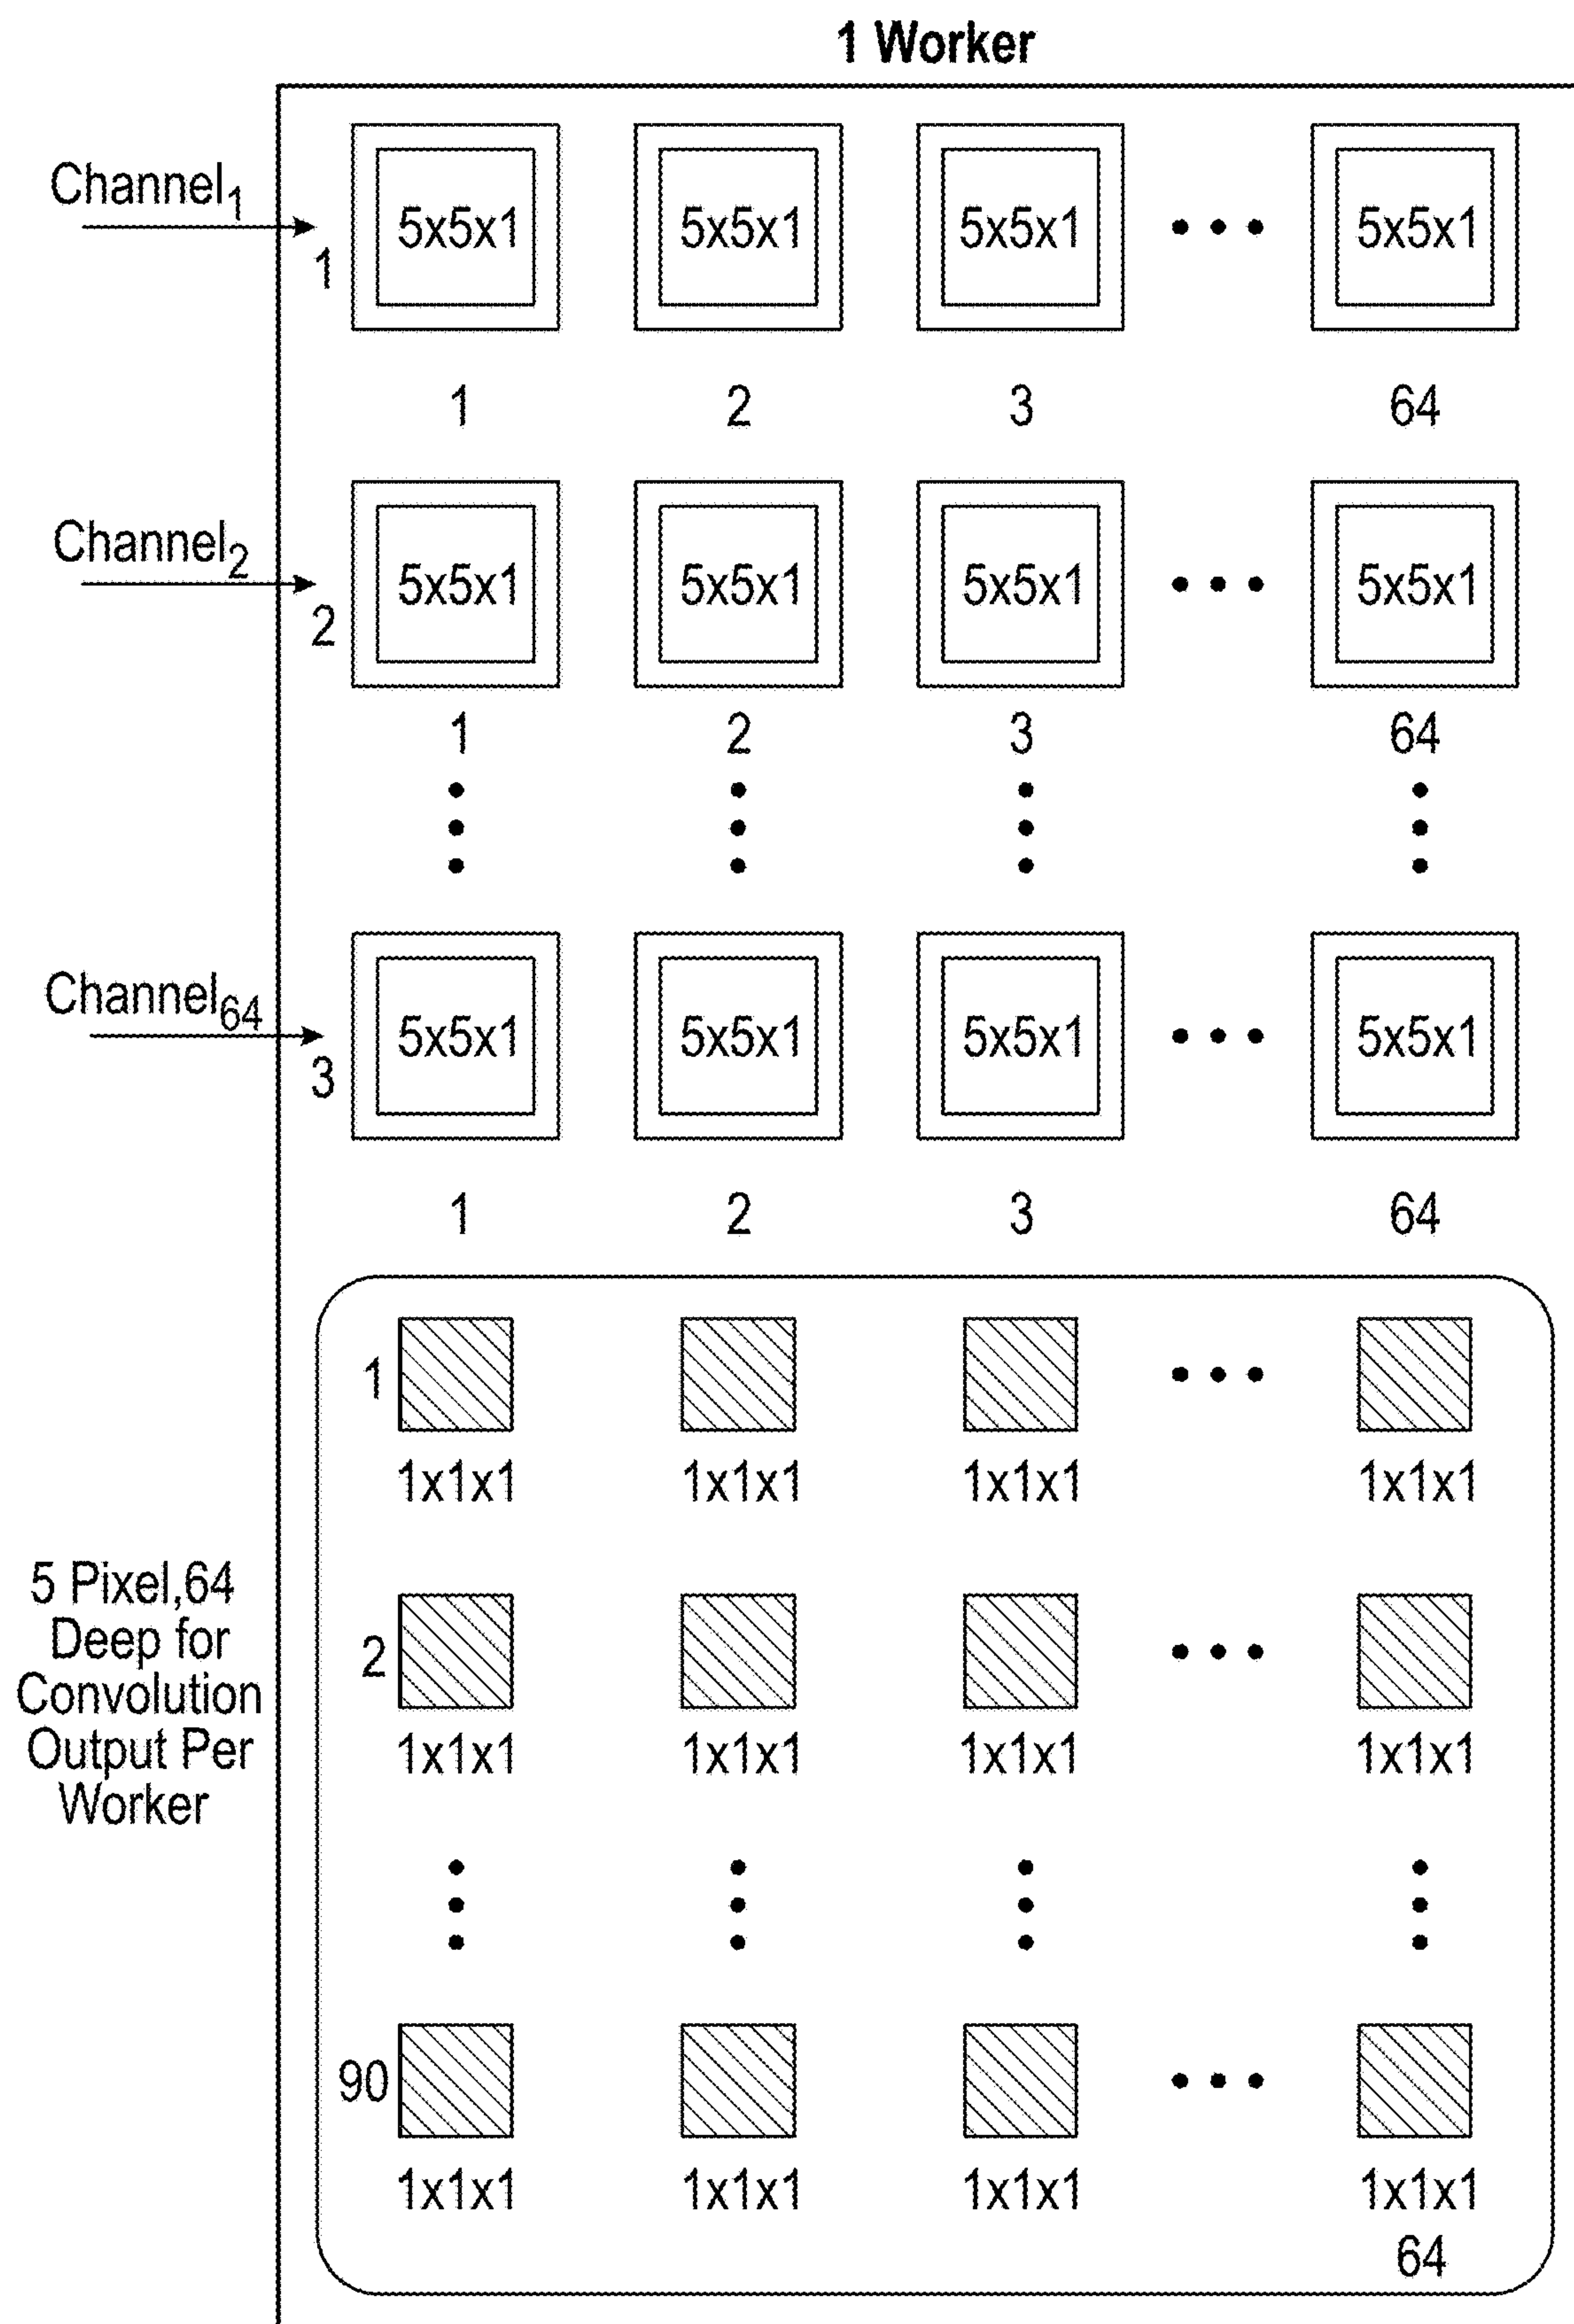 1 Worker
Channel1
1
5x5x1 5x5x1 5x5x1 • • • 5x5x1
1 2 3 64
Channel2
2
5x5x1 5x5x1 5x5x1 • • • 5x5x1
1 2 3 64
Channel64
3
5x5x1 5x5x1 5x5x1 • • • 5x5x1
1 2 3 64
5 Pixel,64
Deep for
Convolution
Output Per
Worker
1 • • •
1x1x1 1x1x1 1x1x1 1x1x1
2 • • •
1x1x1 1x1x1 1x1x1 1x1x1
90 • • •
1x1x1 1x1x1 1x1x1 1x1x1
64